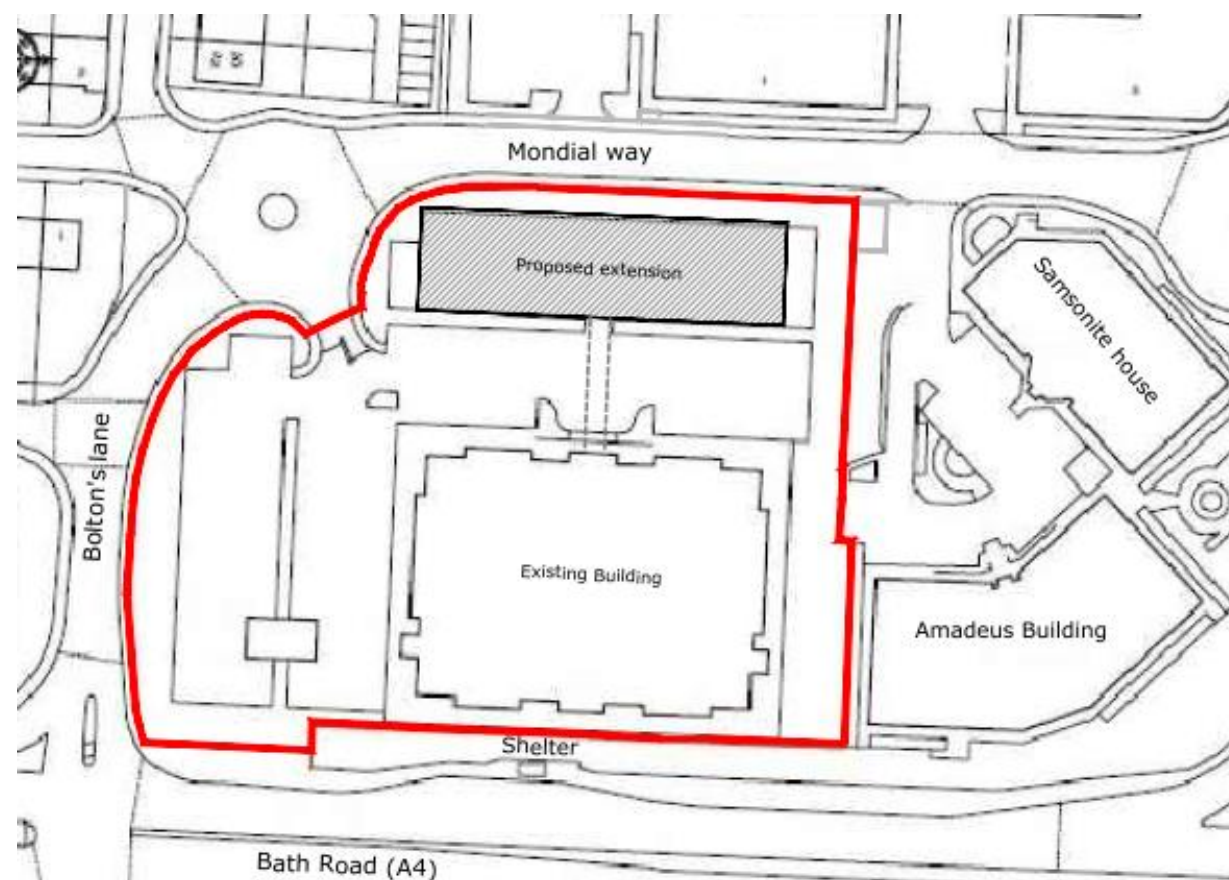 Mondial way
Proposed extension
Samsonite house
Bolton's lane
Existing Building
Amadeus Building
Shelter
Bath Road (A4)